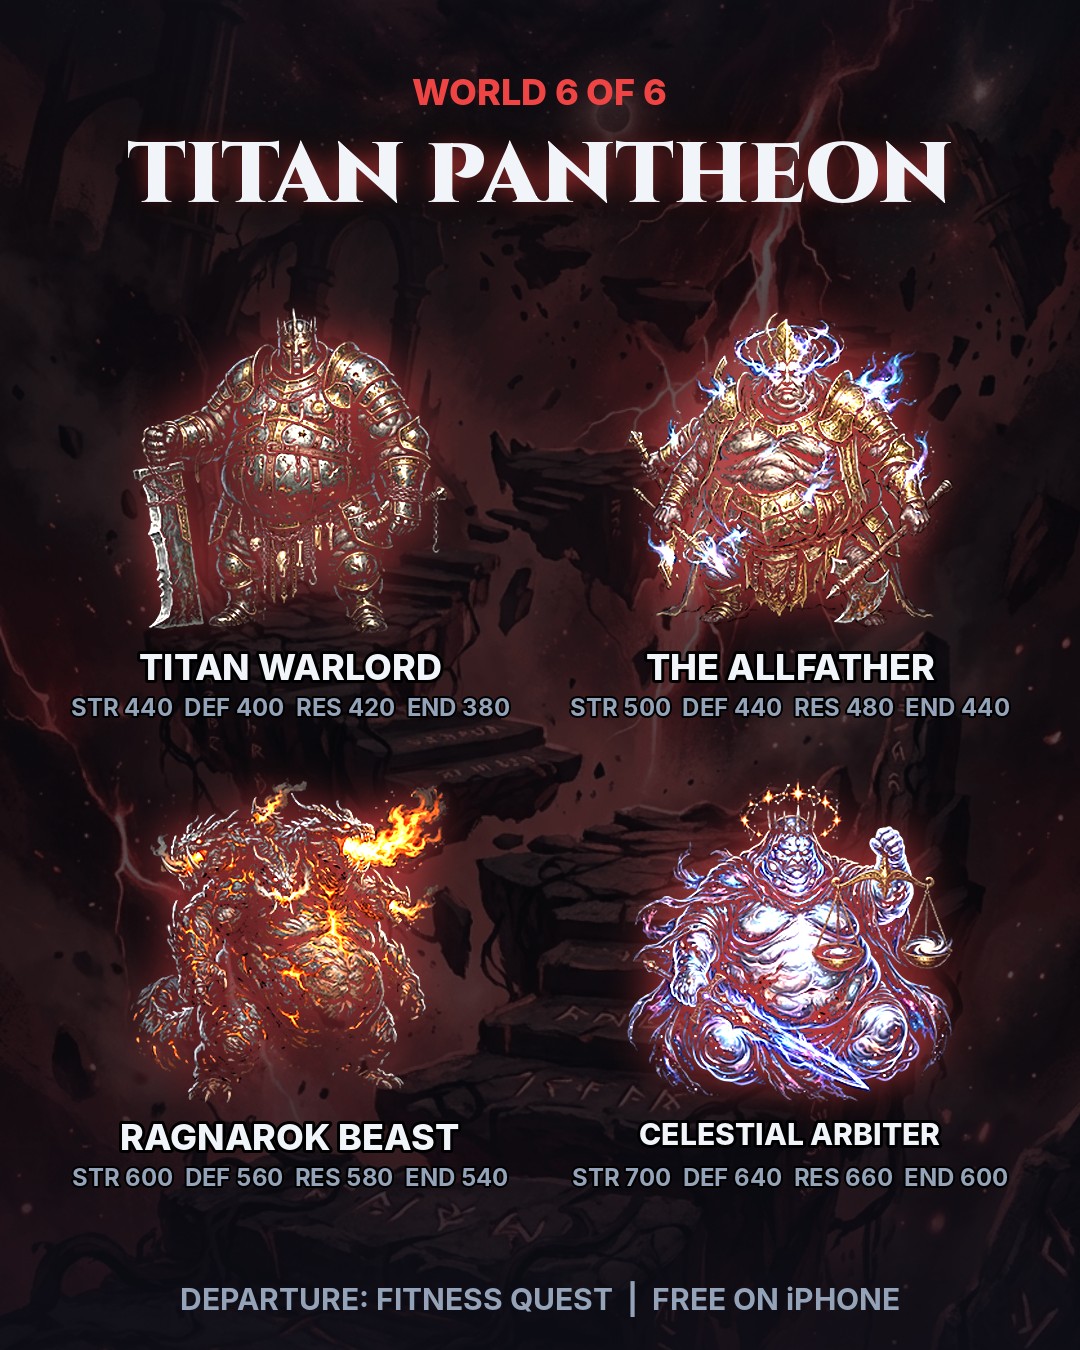 WORLD 6 OF 6
TITAN PANTHEON
TITAN WARLORD
STR 440 DEF 400 RES 420 END 380
THE ALLFATHER
STR 500 DEF 440 RES 480 END 440
RAGNAROK BEAST
STR 600 DEF 560 RES 580 END 540
CELESTIAL ARBITER
STR 700 DEF 640 RES 660 END 600
DEPARTURE: FITNESS QUEST | FREE ON iPHONE